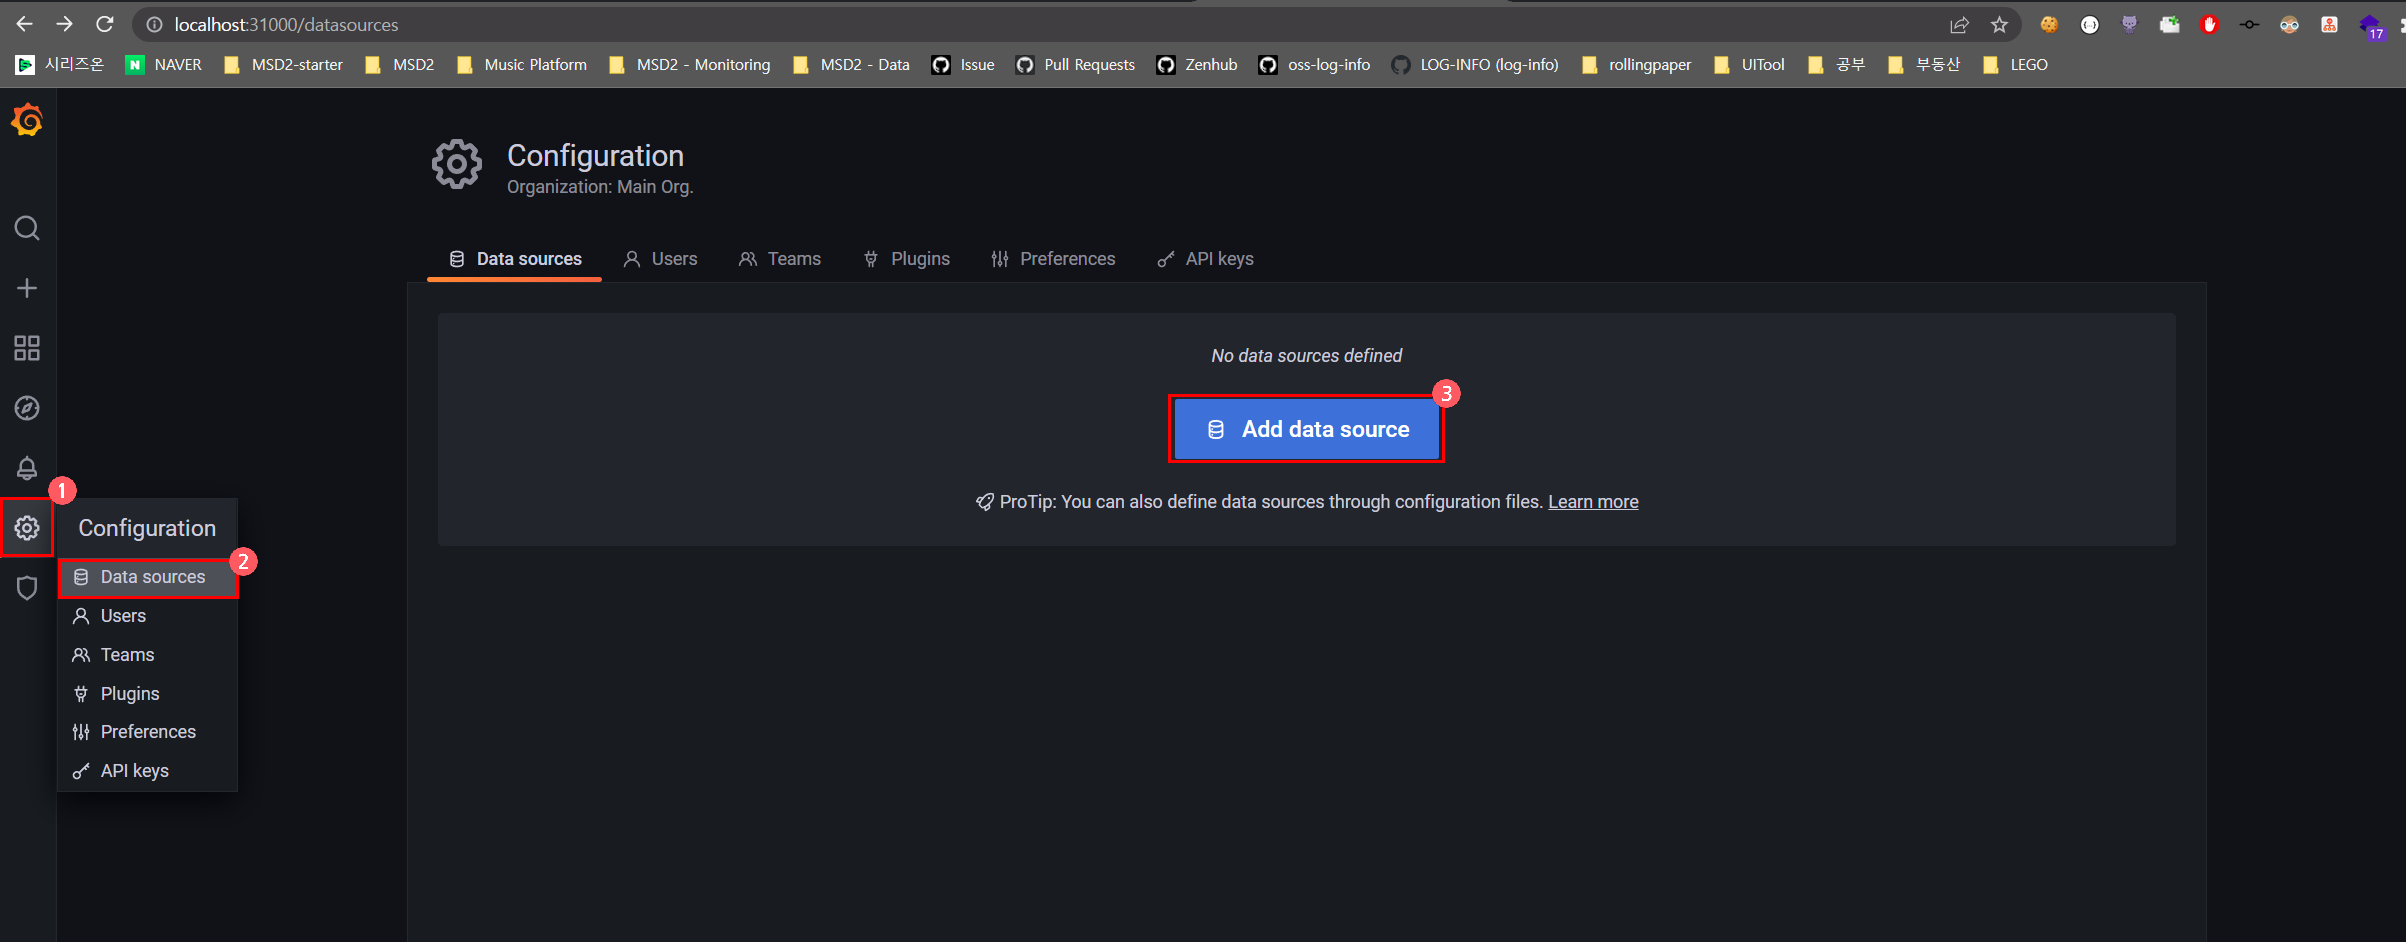 localhost:31000/datasources
시리즈온 NAVER MSD2-starter MSD2 Music Platform MSD2 - Monitoring MSD2 - Data Issue Pull Requests Zenhub oss-log-info LOG-INFO (log-info) rollingpaper UITool 공부 부동산 LEGO
17
Configuration
Organization: Main Org.
Data sources Users Teams Plugins Preferences API keys
No data sources defined
3
Add data source
ProTip: You can also define data sources through configuration files. Learn more
1
Configuration
2
Data sources
Users
Teams
Plugins
Preferences
API keys